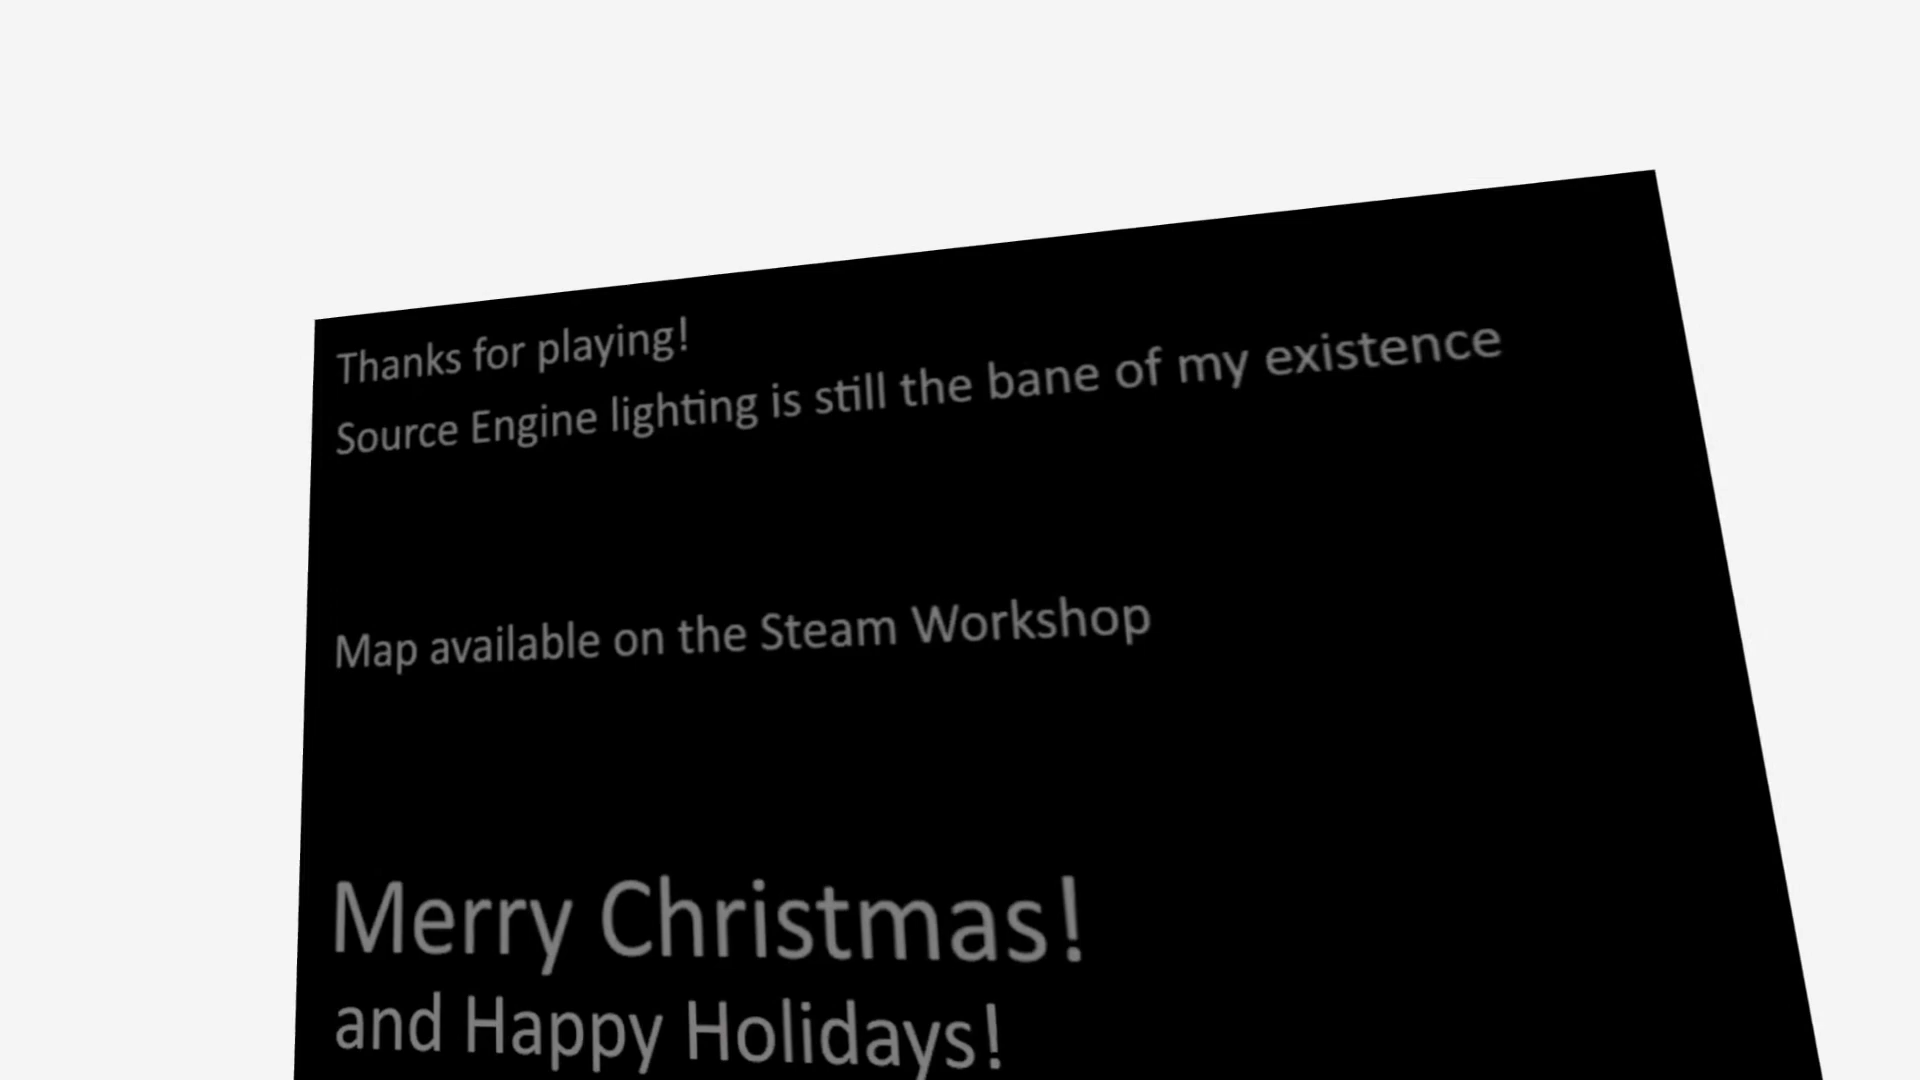 Thanks for playing!
Source Engine lighting is still the bane of my existence
Map available on the Steam Workshop
Merry Christmas!
and Happy Holidays!